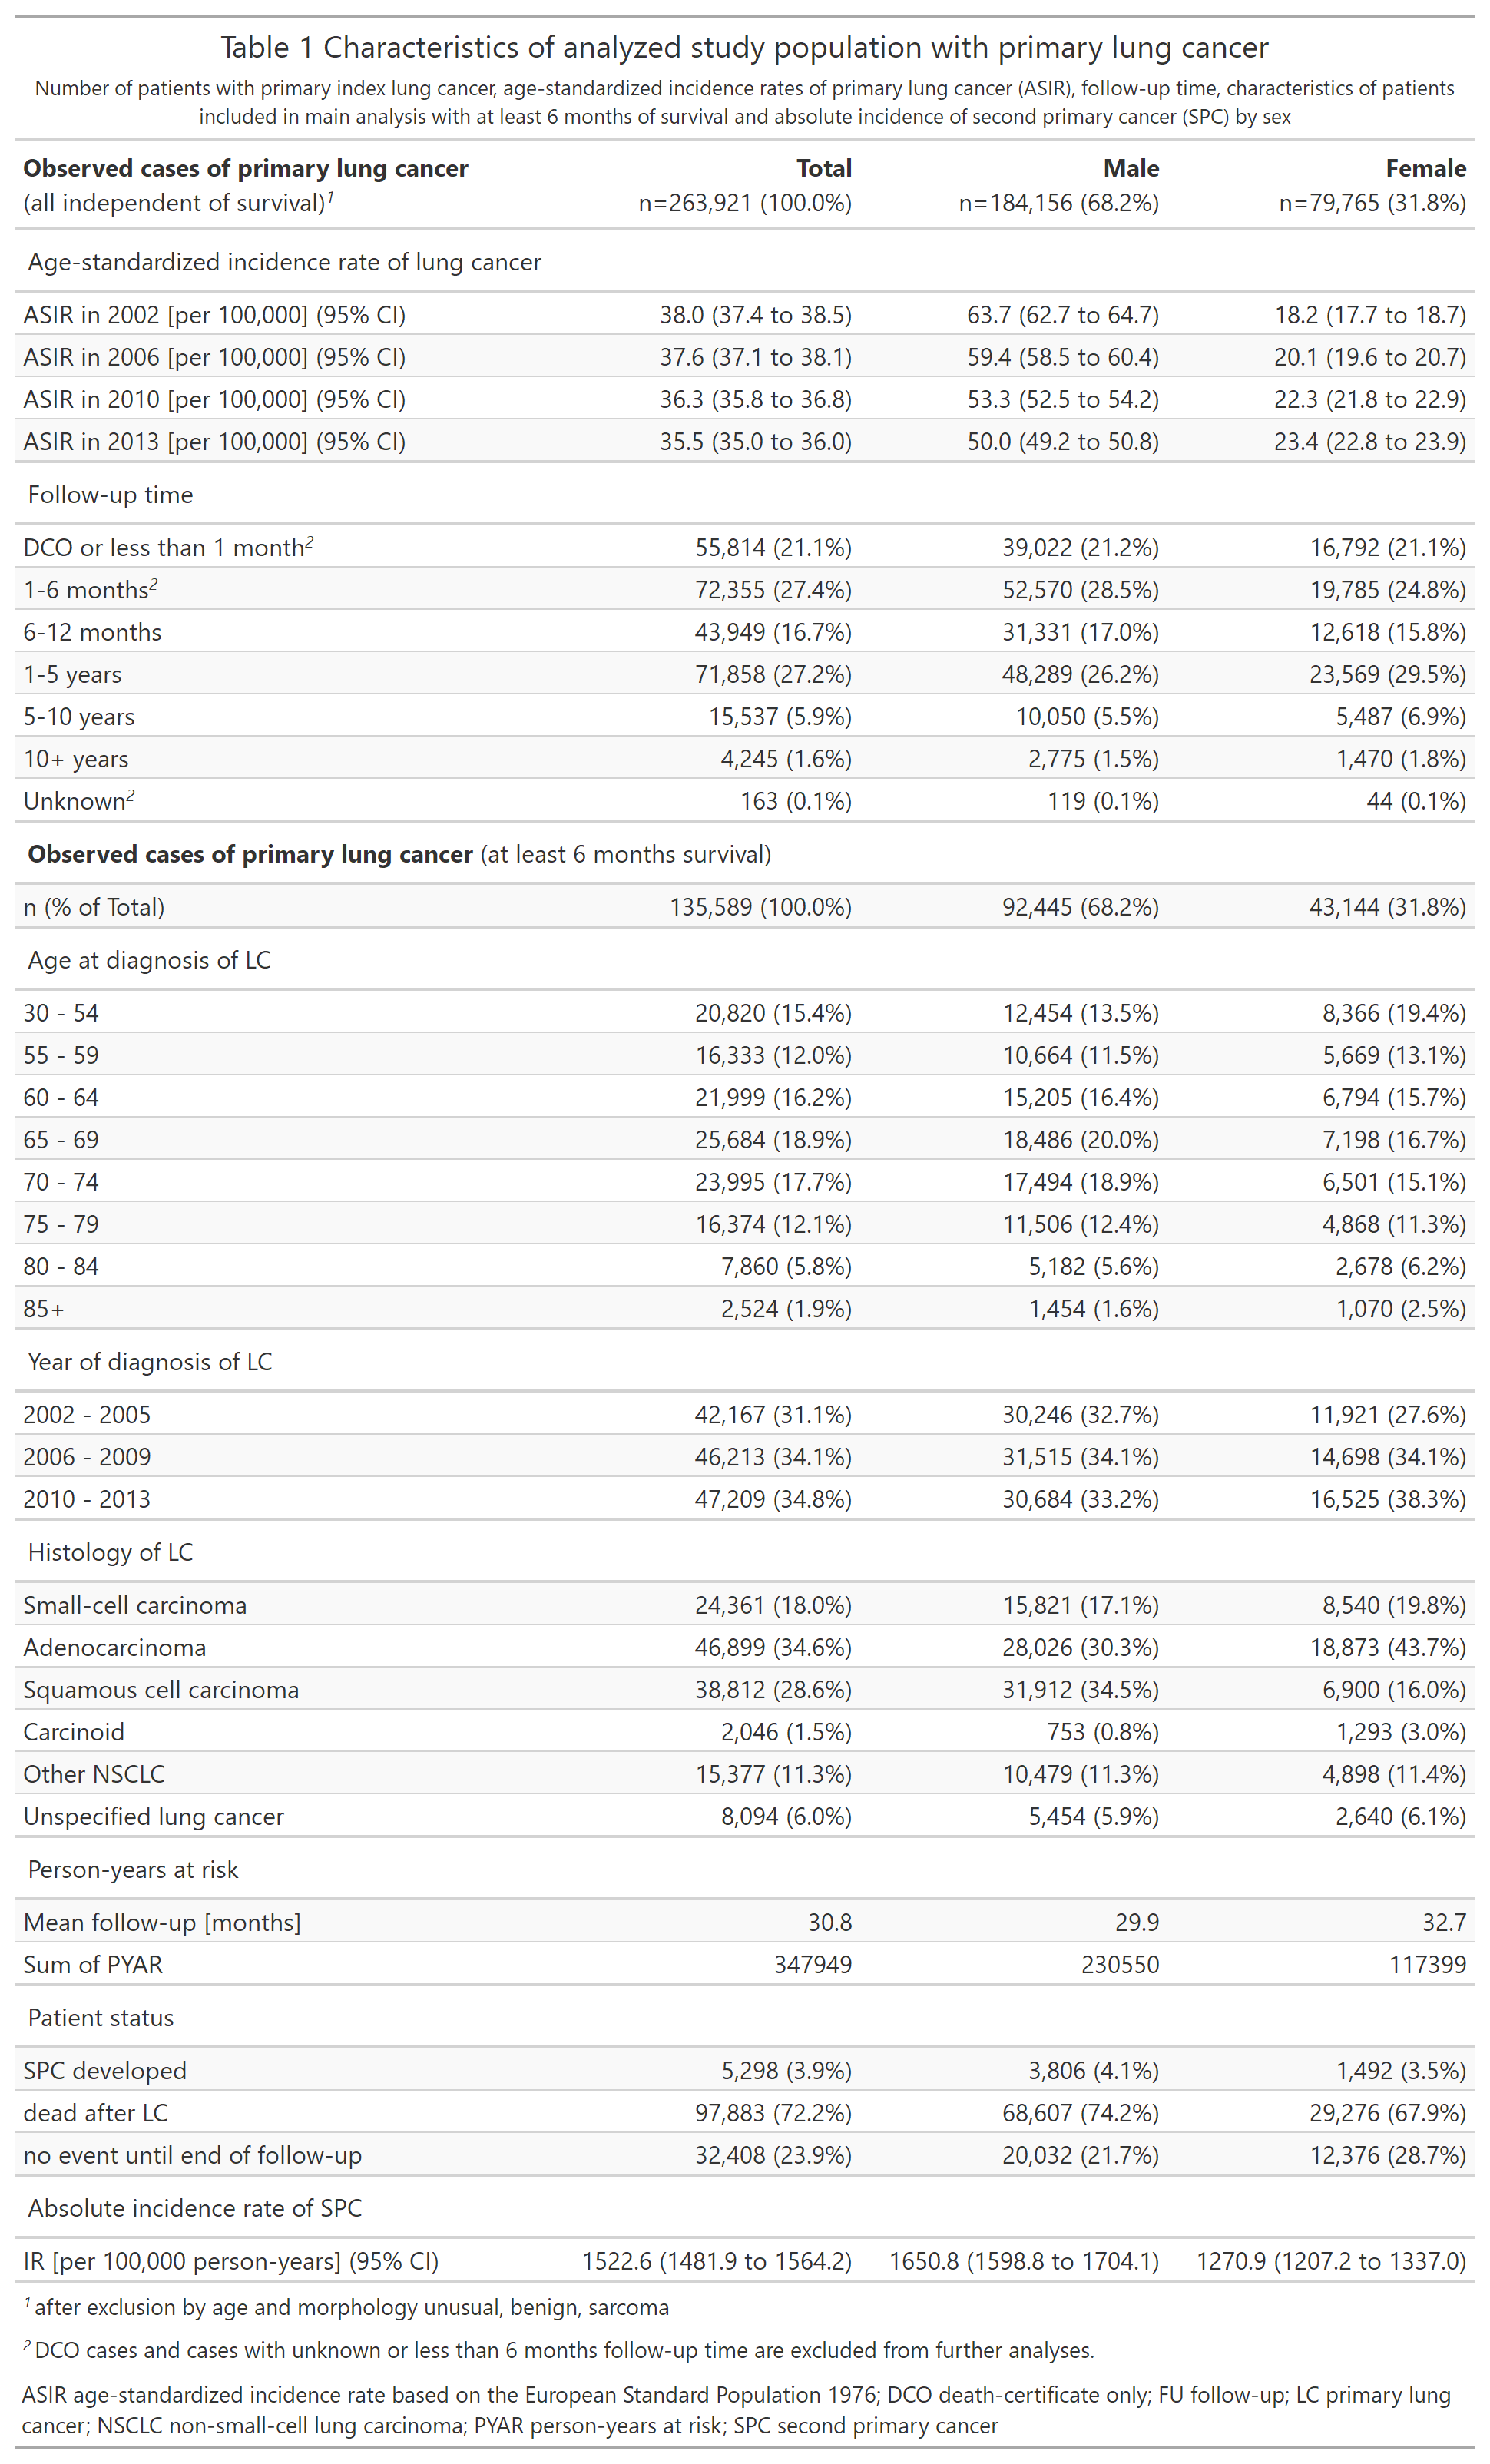 Table 1 Characteristics of analyzed study population with primary lung cancer
Number of patients with primary index lung cancer, age-standardized incidence rates of primary lung cancer (ASIR), follow-up time, characteristics of patients
included in main analysis with at least 6 months of survival and absolute incidence of second primary cancer (SPC) by sex
Observed cases of primary lung cancer Total Male Female
(all independent of survival)¹ n=263,921 (100.0%) n=184,156 (68.2%) n=79,765 (31.8%)
Age-standardized incidence rate of lung cancer
ASIR in 2002 [per 100,000] (95% CI) 38.0 (37.4 to 38.5) 63.7 (62.7 to 64.7) 18.2 (17.7 to 18.7)
ASIR in 2006 [per 100,000] (95% CI) 37.6 (37.1 to 38.1) 59.4 (58.5 to 60.4) 20.1 (19.6 to 20.7)
ASIR in 2010 [per 100,000] (95% CI) 36.3 (35.8 to 36.8) 53.3 (52.5 to 54.2) 22.3 (21.8 to 22.9)
ASIR in 2013 [per 100,000] (95% CI) 35.5 (35.0 to 36.0) 50.0 (49.2 to 50.8) 23.4 (22.8 to 23.9)
Follow-up time
DCO or less than 1 month² 55,814 (21.1%) 39,022 (21.2%) 16,792 (21.1%)
1-6 months² 72,355 (27.4%) 52,570 (28.5%) 19,785 (24.8%)
6-12 months 43,949 (16.7%) 31,331 (17.0%) 12,618 (15.8%)
1-5 years 71,858 (27.2%) 48,289 (26.2%) 23,569 (29.5%)
5-10 years 15,537 (5.9%) 10,050 (5.5%) 5,487 (6.9%)
10+ years 4,245 (1.6%) 2,775 (1.5%) 1,470 (1.8%)
Unknown² 163 (0.1%) 119 (0.1%) 44 (0.1%)
Observed cases of primary lung cancer (at least 6 months survival)
n (% of Total) 135,589 (100.0%) 92,445 (68.2%) 43,144 (31.8%)
Age at diagnosis of LC
30 - 54 20,820 (15.4%) 12,454 (13.5%) 8,366 (19.4%)
55 - 59 16,333 (12.0%) 10,664 (11.5%) 5,669 (13.1%)
60 - 64 21,999 (16.2%) 15,205 (16.4%) 6,794 (15.7%)
65 - 69 25,684 (18.9%) 18,486 (20.0%) 7,198 (16.7%)
70 - 74 23,995 (17.7%) 17,494 (18.9%) 6,501 (15.1%)
75 - 79 16,374 (12.1%) 11,506 (12.4%) 4,868 (11.3%)
80 - 84 7,860 (5.8%) 5,182 (5.6%) 2,678 (6.2%)
85+ 2,524 (1.9%) 1,454 (1.6%) 1,070 (2.5%)
Year of diagnosis of LC
2002 - 2005 42,167 (31.1%) 30,246 (32.7%) 11,921 (27.6%)
2006 - 2009 46,213 (34.1%) 31,515 (34.1%) 14,698 (34.1%)
2010 - 2013 47,209 (34.8%) 30,684 (33.2%) 16,525 (38.3%)
Histology of LC
Small-cell carcinoma 24,361 (18.0%) 15,821 (17.1%) 8,540 (19.8%)
Adenocarcinoma 46,899 (34.6%) 28,026 (30.3%) 18,873 (43.7%)
Squamous cell carcinoma 38,812 (28.6%) 31,912 (34.5%) 6,900 (16.0%)
Carcinoid 2,046 (1.5%) 753 (0.8%) 1,293 (3.0%)
Other NSCLC 15,377 (11.3%) 10,479 (11.3%) 4,898 (11.4%)
Unspecified lung cancer 8,094 (6.0%) 5,454 (5.9%) 2,640 (6.1%)
Person-years at risk
Mean follow-up [months] 30.8 29.9 32.7
Sum of PYAR 347949 230550 117399
Patient status
SPC developed 5,298 (3.9%) 3,806 (4.1%) 1,492 (3.5%)
dead after LC 97,883 (72.2%) 68,607 (74.2%) 29,276 (67.9%)
no event until end of follow-up 32,408 (23.9%) 20,032 (21.7%) 12,376 (28.7%)
Absolute incidence rate of SPC
IR [per 100,000 person-years] (95% CI) 1522.6 (1481.9 to 1564.2) 1650.8 (1598.8 to 1704.1) 1270.9 (1207.2 to 1337.0)
¹ after exclusion by age and morphology unusual, benign, sarcoma
² DCO cases and cases with unknown or less than 6 months follow-up time are excluded from further analyses.
ASIR age-standardized incidence rate based on the European Standard Population 1976; DCO death-certificate only; FU follow-up; LC primary lung
cancer; NSCLC non-small-cell lung carcinoma; PYAR person-years at risk; SPC second primary cancer